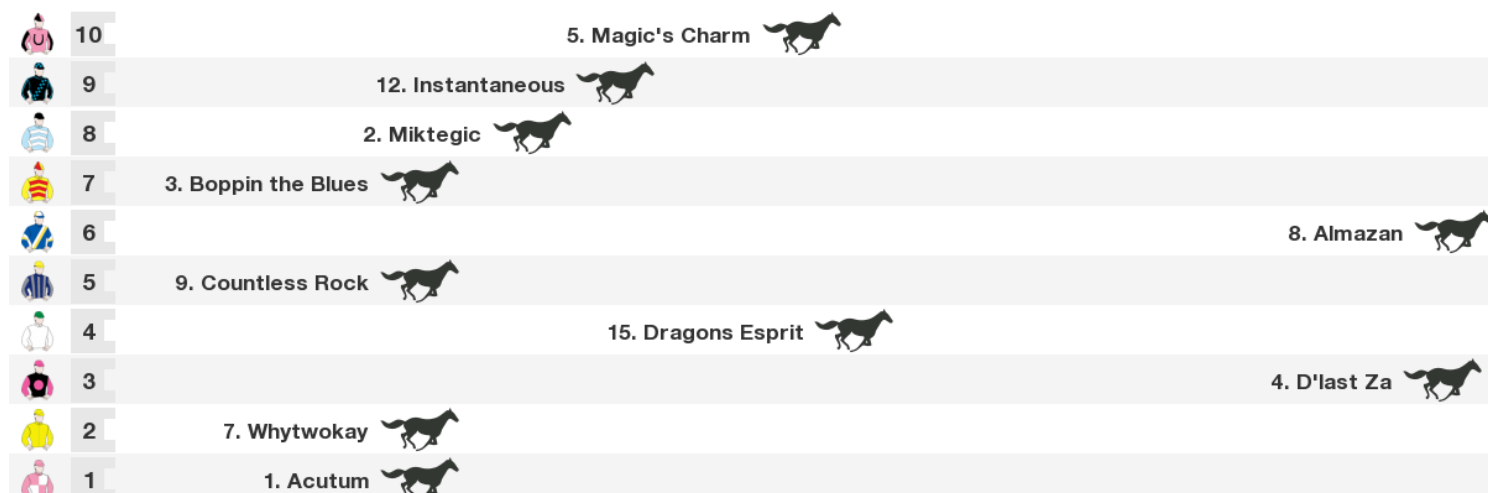 10 5. Magic's Charm
9 12. Instantaneous
8 2. Miktegic
7 3. Boppin the Blues
6 8. Almazan
5 9. Countless Rock
4 15. Dragons Esprit
3 4. D'last Za
2 7. Whytwokay
1 1. Acutum